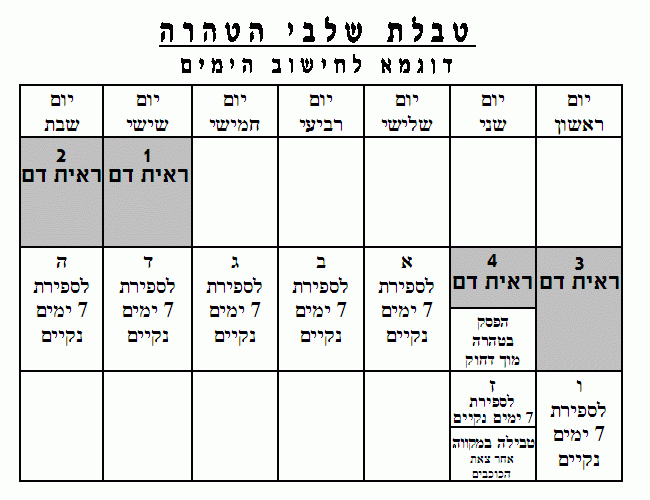 טבלת שלבי הטהרה
דוגמא לחישוב הימים
יום ראשון
יום שני
יום שלישי
יום רביעי
יום חמישי
יום שישי
יום שבת
1
ראית דם
2
ראית דם
3
ראית דם
4
ראית דם
הפסק
בטהרה
מוך דחוק
א
לספירת
7 ימים
נקיים
ב
לספירת
7 ימים
נקיים
ג
לספירת
7 ימים
נקיים
ד
לספירת
7 ימים
נקיים
ה
לספירת
7 ימים
נקיים
ו
לספירת
7 ימים
נקיים
ז
לספירת
7 ימים נקיים
טבילה במקווה
אחר צאת
הכוכבים